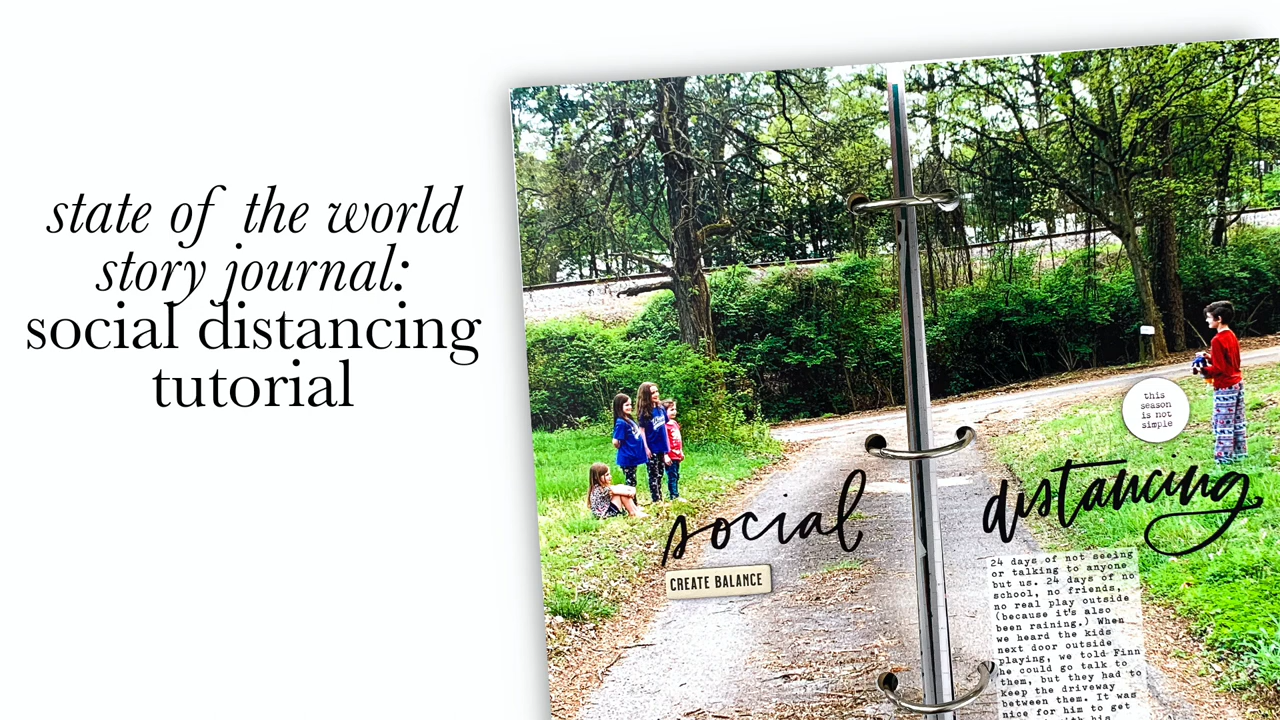 state of the world
story journal:
social distancing
tutorial
social
distancing
CREATE BALANCE
this
season
is not
simple
24 days of not seeing
or talking to anyone
but us. 24 days of no
school, no friends,
no real play outside
(because it's also
been raining.) When
we heard the kids
next door outside
playing, we told Finn
he could go talk to
them, but they had to
keep the driveway
between them. It was
nice for him to get
with his